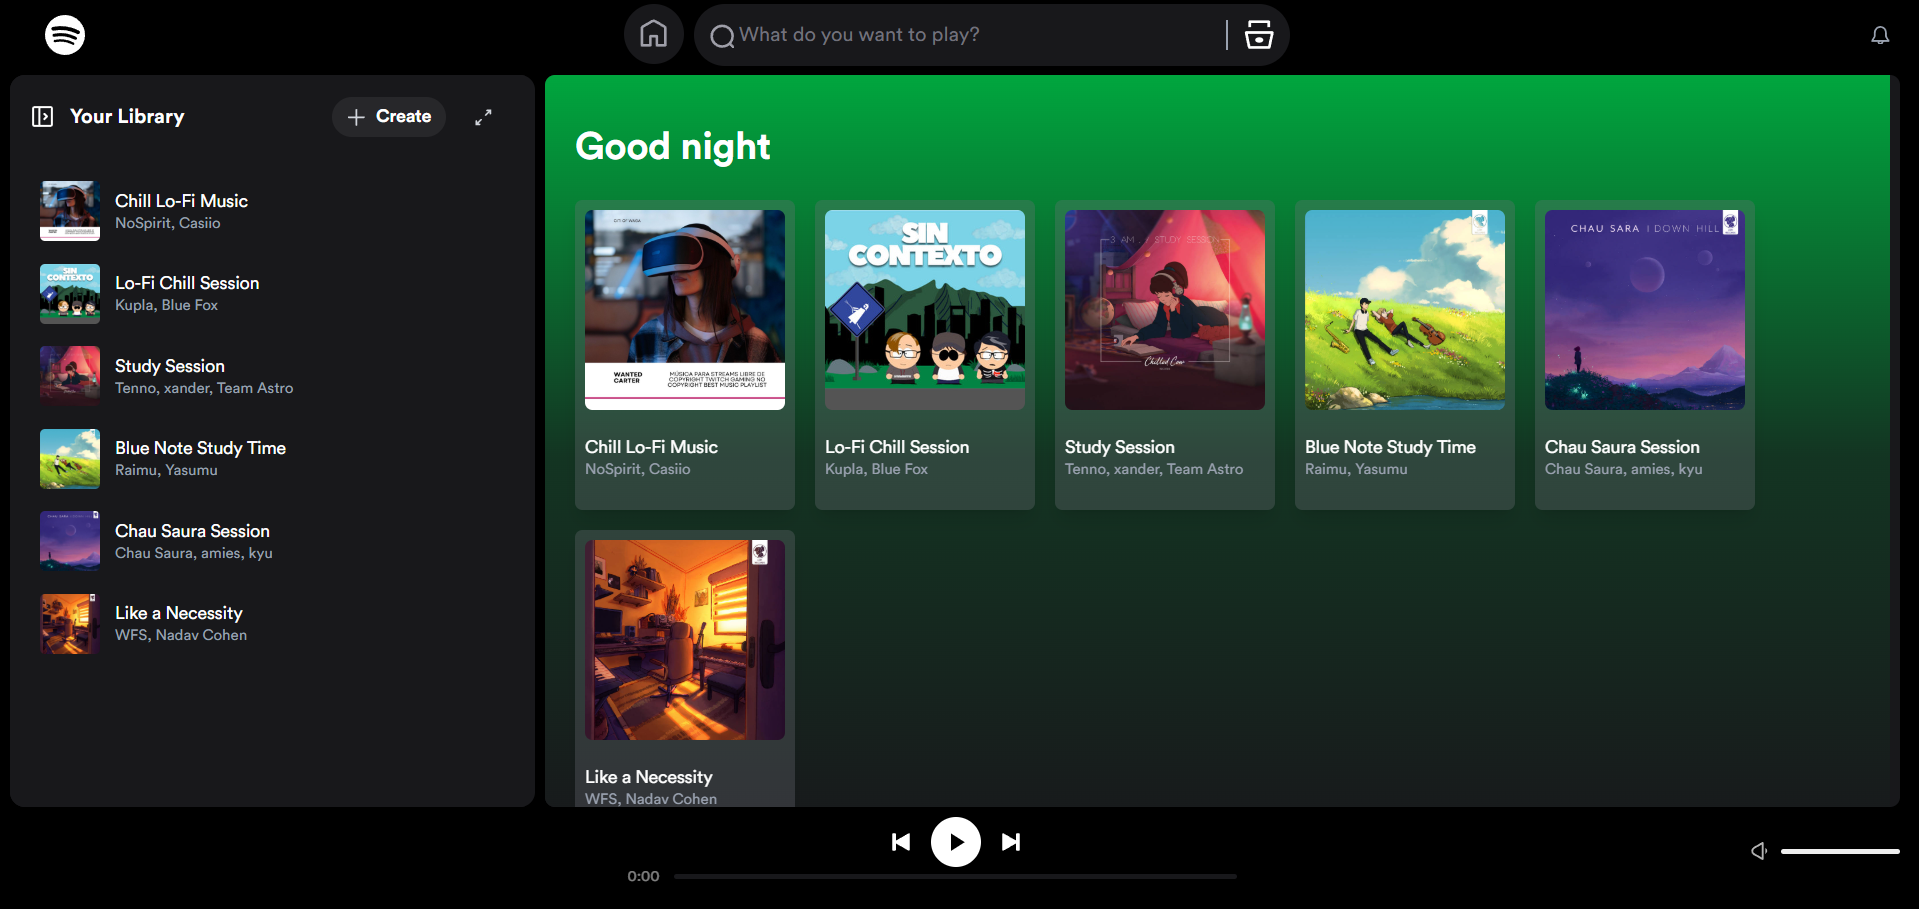 What do you want to play?
Your Library
Create
Chill Lo-Fi Music
NoSpirit, Casiio
SIN
CONTEXTO
Lo-Fi Chill Session
Kupla, Blue Fox
Study Session
Tenno, xander, Team Astro
Blue Note Study Time
Raimu, Yasumu
Chau Saura Session
Chau Saura, amies, kyu
Like a Necessity
WFS, Nadav Cohen
Good night
CITY OF WARA
WANTED
CARTER
MÚSICA PARA STREAMS LIBRE DE
COPYRIGHT TWITCH GAMING NO
COPYRIGHT BEST MUSIC PLAYLIST
Chill Lo-Fi Music
NoSpirit, Casiio
SIN
CONTEXTO
Lo-Fi Chill Session
Kupla, Blue Fox
3 AM / STUDY SESSION
Chilled Cow
Study Session
Tenno, xander, Team Astro
Blue Note Study Time
Raimu, Yasumu
CHAU SARA | DOWN HILL
Chau Saura Session
Chau Saura, amies, kyu
Like a Necessity
WFS, Nadav Cohen
0:00